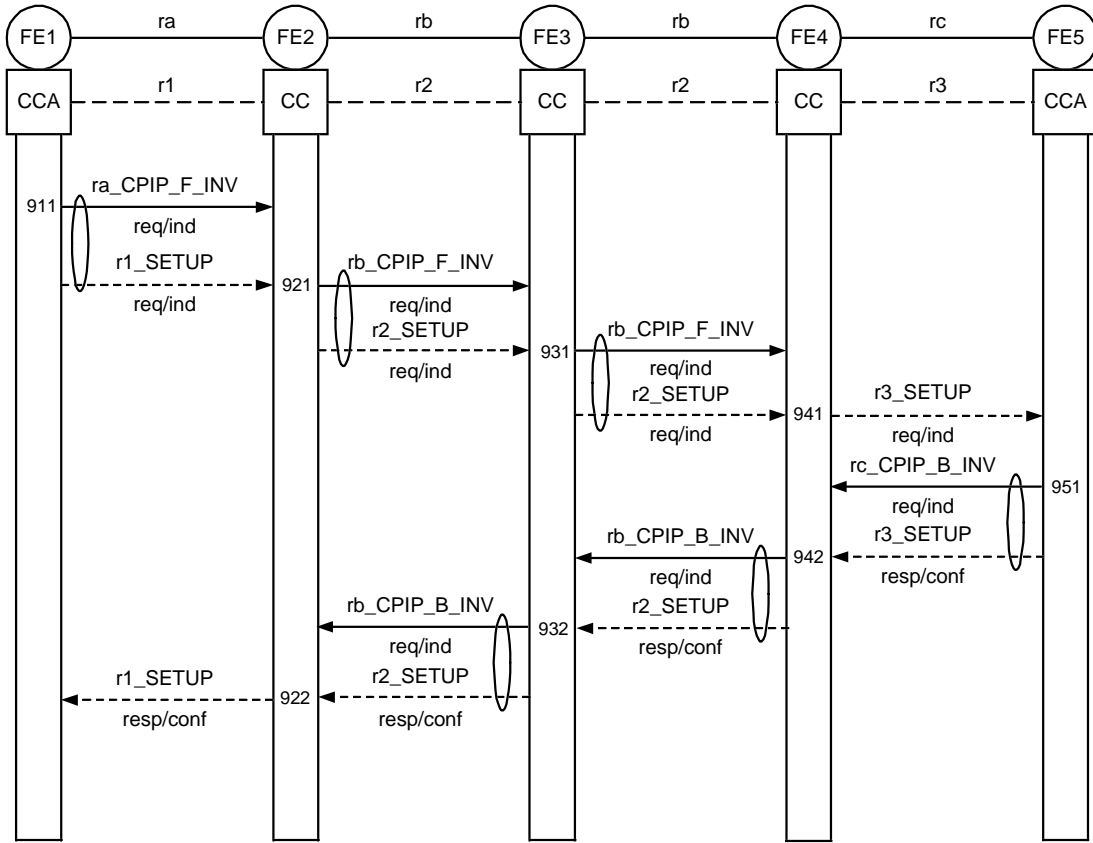 FE1 ra FE2 rb FE3 rb FE4 rc FE5
CCA r1 CC r2 CC r2 CC r3 CCA
ra_CPIP_F_INV
911
req/ind
r1_SETUP rb_CPIP_F_INV
921
req/ind req/ind
r2_SETUP rb_CPIP_F_INV
931
req/ind req/ind
r2_SETUP r3_SETUP
941
req/ind req/ind
rc_CPIP_B_INV
951
req/ind
rb_CPIP_B_INV r3_SETUP
942
req/ind resp/conf
rb_CPIP_B_INV r2_SETUP
932
req/ind resp/conf
r1_SETUP r2_SETUP
922
resp/conf resp/conf